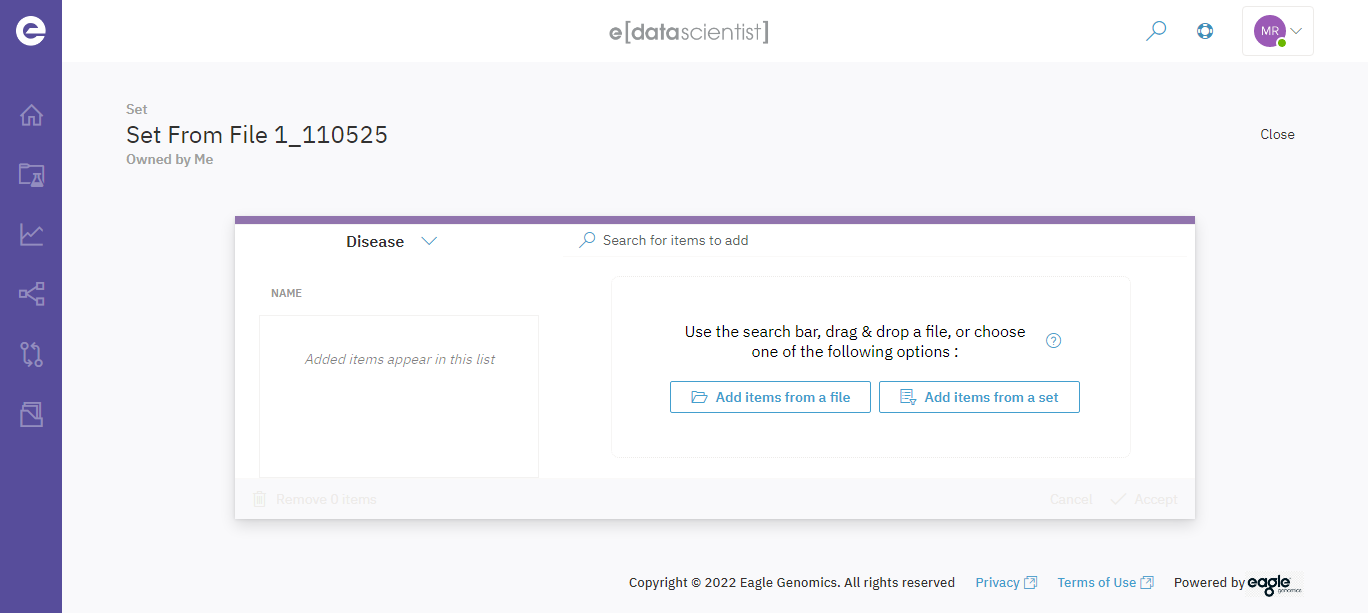 e[datascientist]
MR
Set
Set From File 1_110525
Owned by Me
Close
Disease
Search for items to add
NAME
Added items appear in this list
Use the search bar, drag & drop a file, or choose
one of the following options :
?
Add items from a file
Add items from a set
Remove 0 items
Cancel
Accept
Copyright © 2022 Eagle Genomics. All rights reserved
Privacy
Terms of Use
Powered by eagle genomics